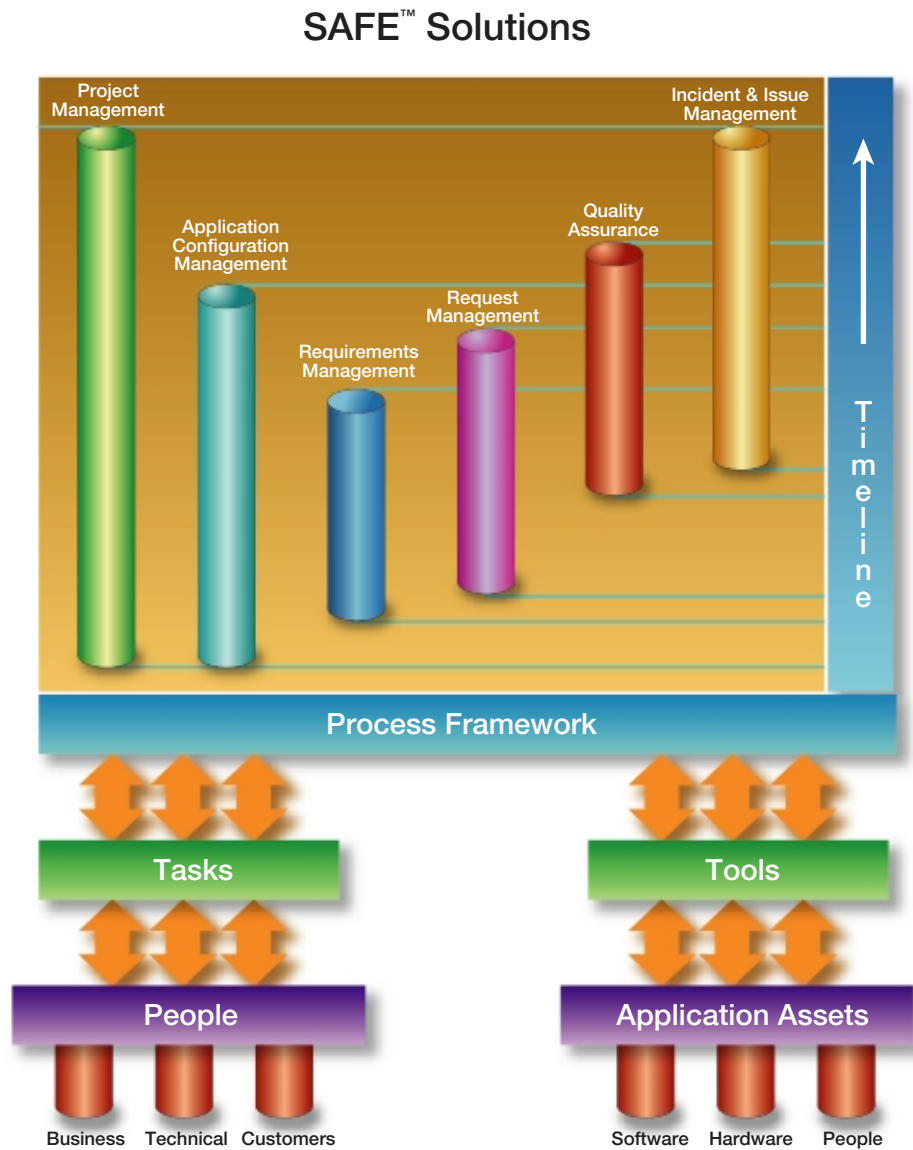 SAFE™ Solutions
Project
Management
Incident & Issue
Management
Quality
Assurance
Application
Configuration
Management
Request
Management
Requirements
Management
Timeline
Process Framework
Tasks
Tools
People
Application Assets
Business
Technical
Customers
Software
Hardware
People